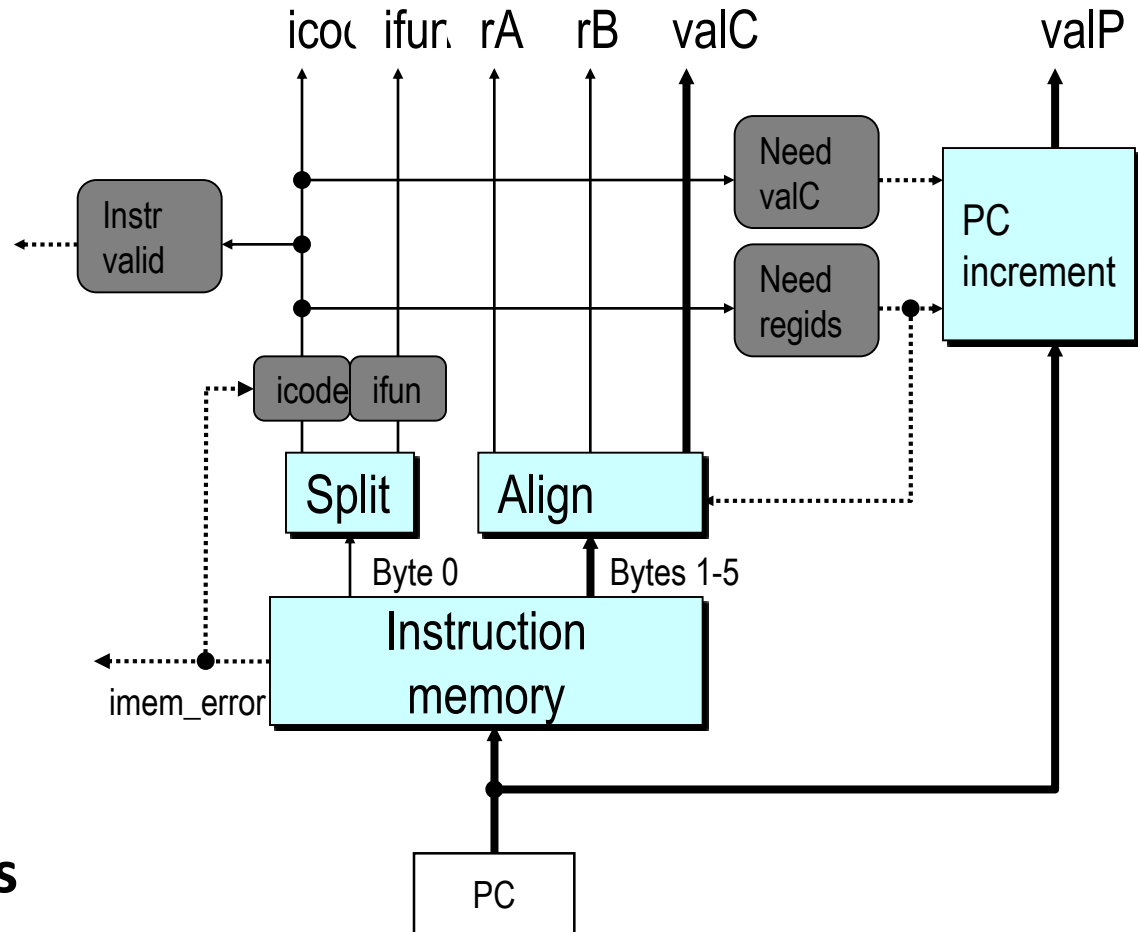 rA rB valC valP
Need
valC
Instr
valid
PC
increment
Need
regids
icode ifun
Split Align
Byte 0 Bytes 1-5
Instruction
memory
imem_error
s
PC